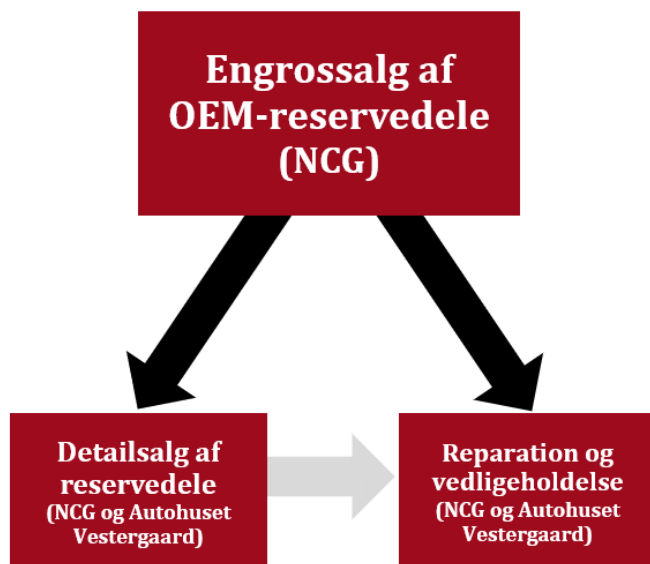 Engrossalg af
OEM-reservedele
(NCG)
Detailsalg af
reservedele
(NCG og Autohuset
Vestergaard)
Reparation og
vedligeholdelse
(NCG og Autohuset
Vestergaard)